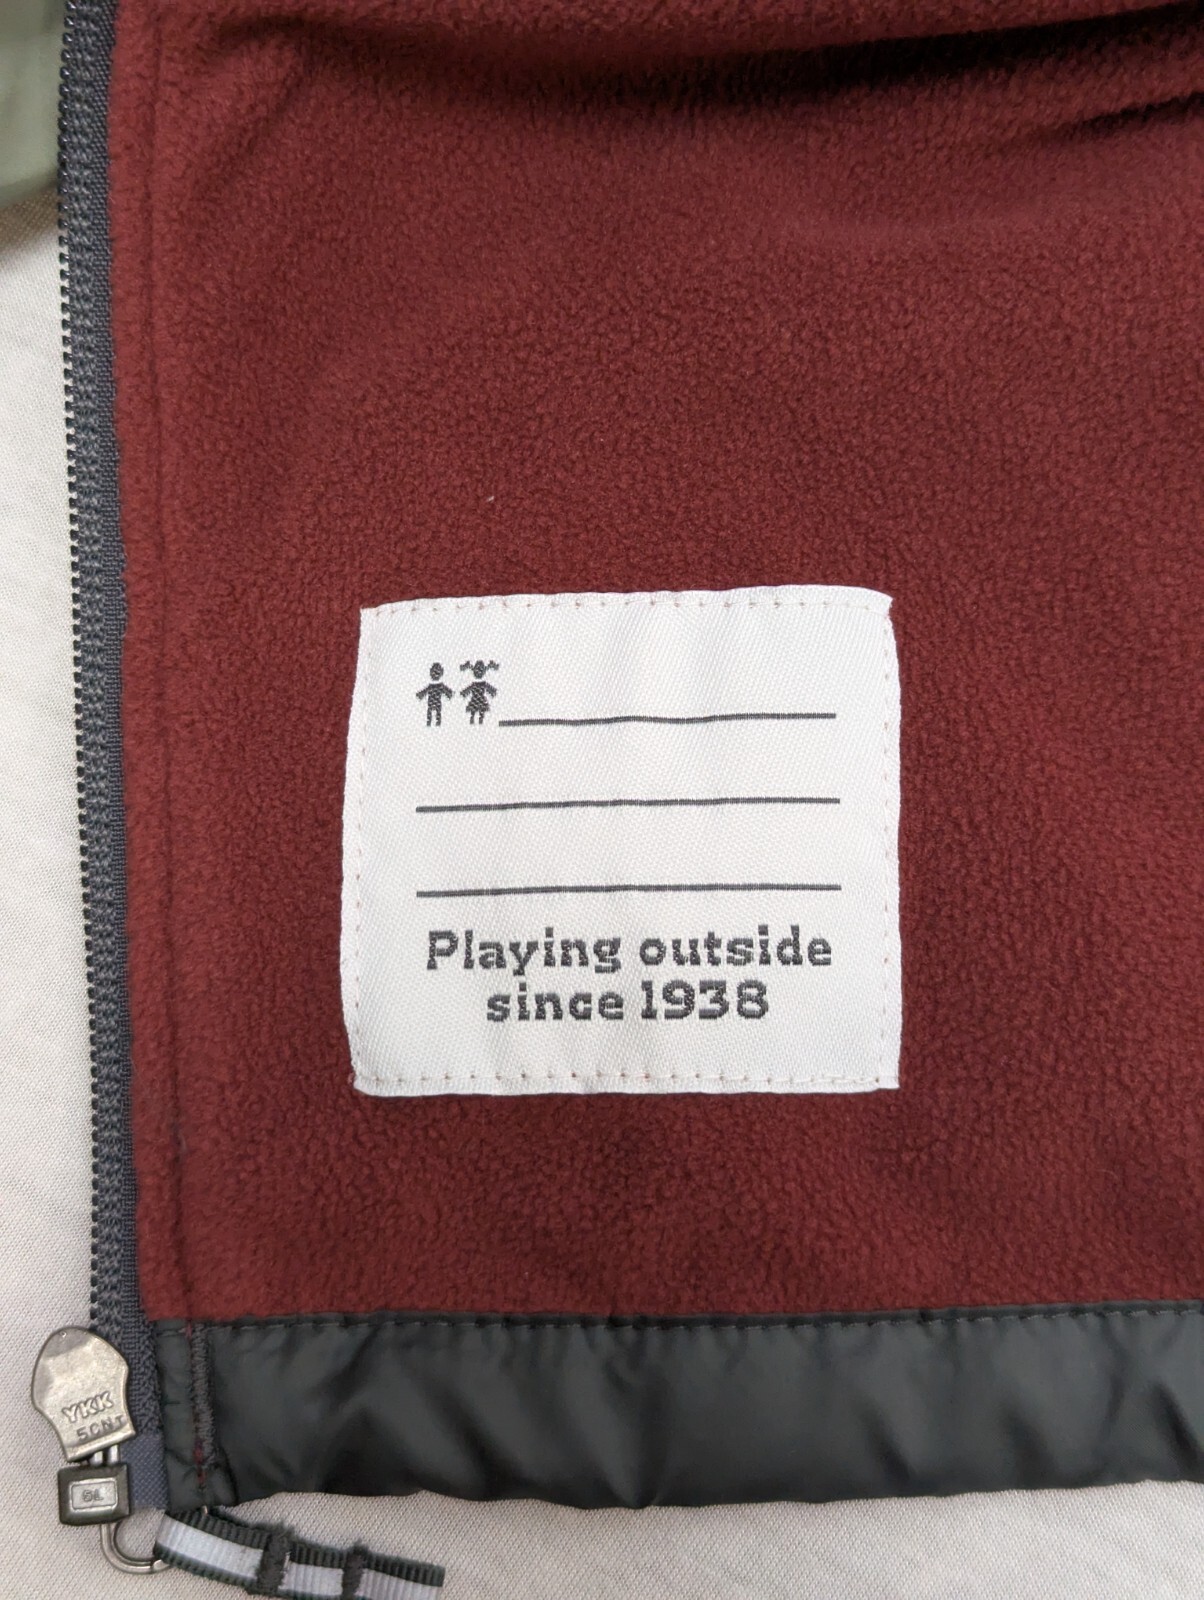 Playing outside
since 1938
YKK
5CNT